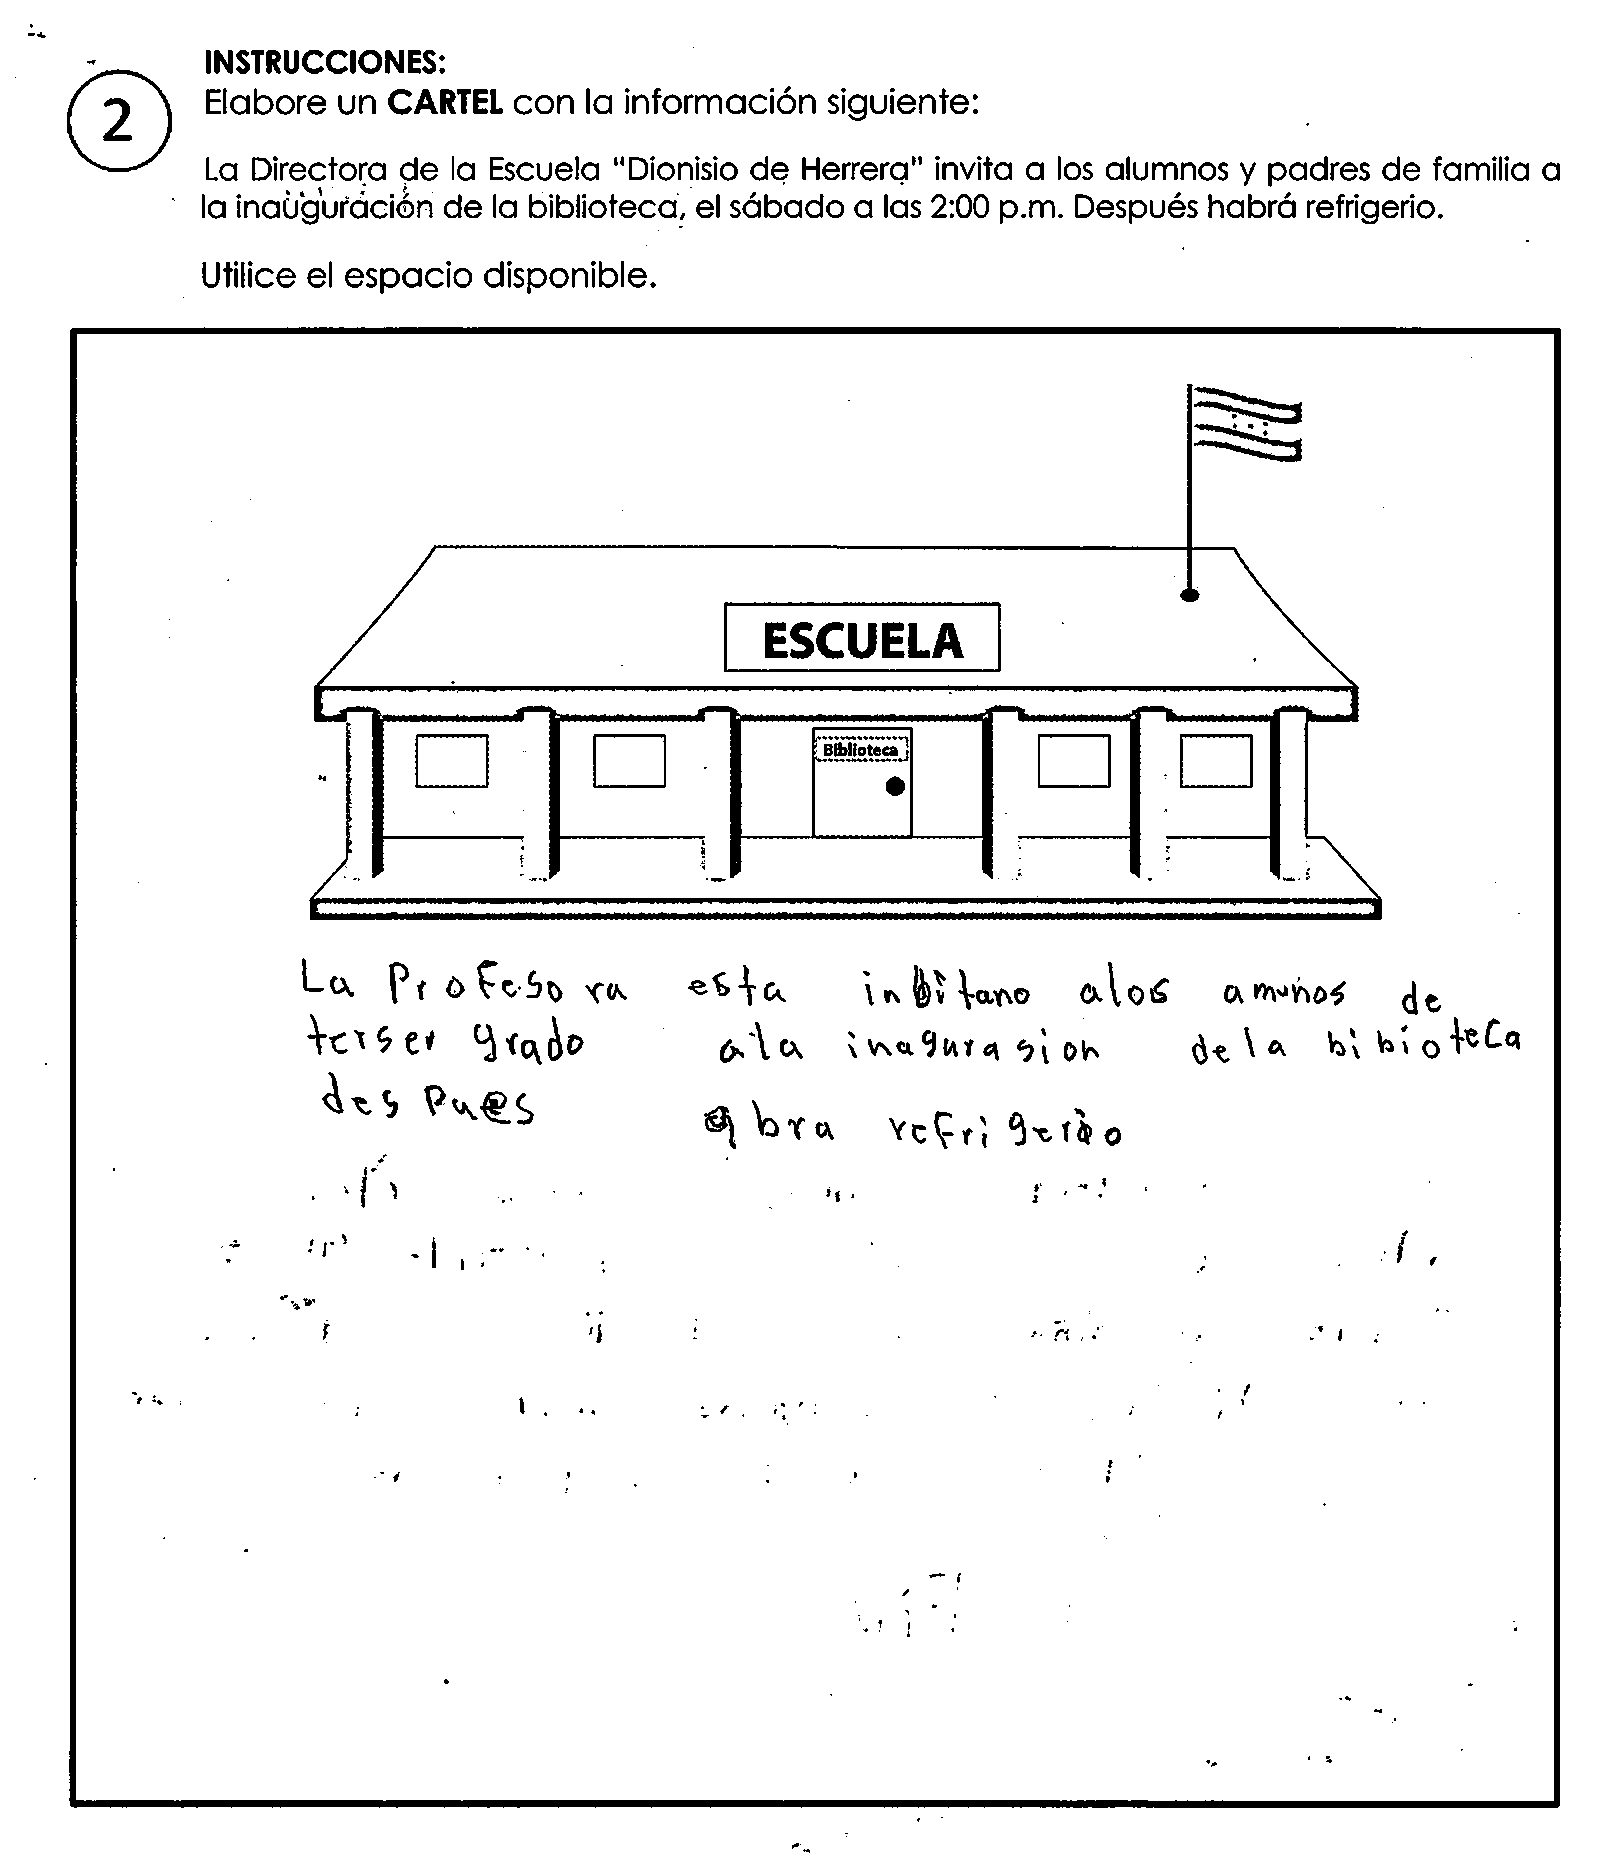 2
INSTRUCCIONES:
Elabore un CARTEL con la información siguiente:
La Directora de la Escuela "Dionisio de Herrera" invita a los alumnos y padres de familia a
la inauguración de la biblioteca, el sábado a las 2:00 p.m. Después habrá refrigerio.
Utilice el espacio disponible.
ESCUELA
Biblioteca
La Profesora esta inbitano alos amunos de
terser grado ala inagurasion dela bibioteca
despues abra refrigerio